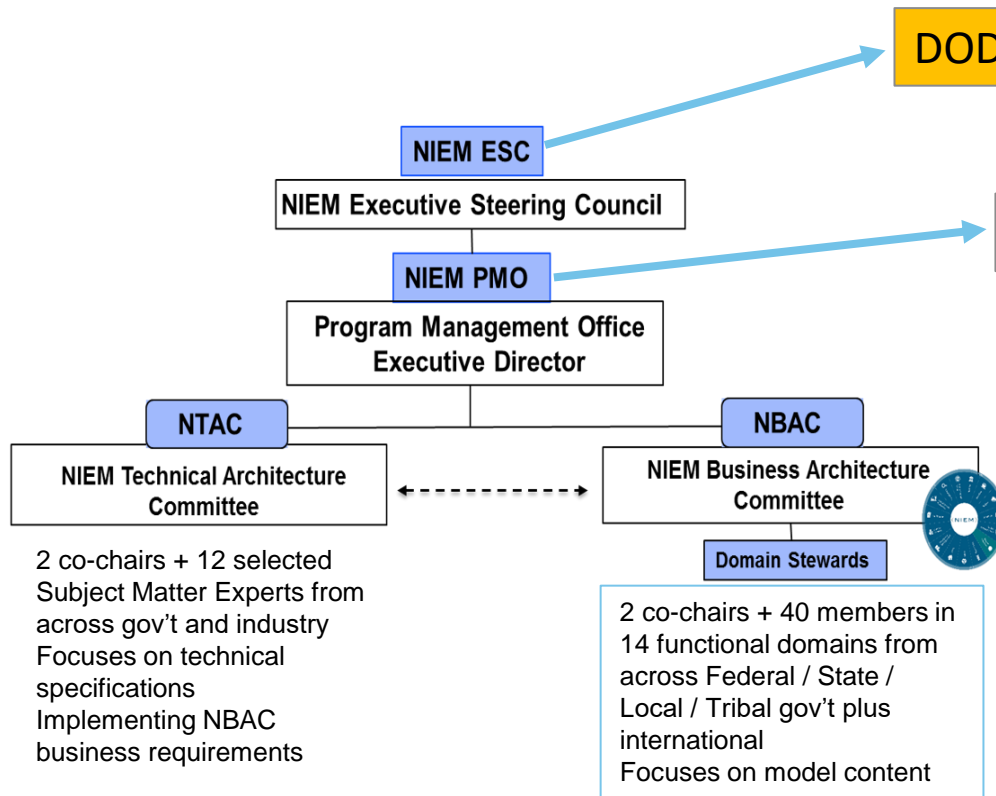 DOD
NIEM ESC
NIEM Executive Steering Council
NIEM PMO
Program Management Office
Executive Director
NTAC
NBAC
NIEM Technical Architecture
Committee
NIEM Business Architecture
Committee
NIEM
Domain Stewards
2 co-chairs + 12 selected
Subject Matter Experts from
across gov't and industry
Focuses on technical
specifications
Implementing NBAC
business requirements
2 co-chairs + 40 members in
14 functional domains from
across Federal / State /
Local / Tribal gov't plus
international
Focuses on model content